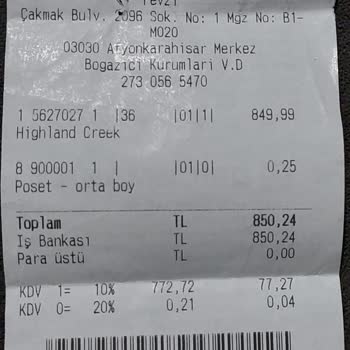 Çakmak Bulv. 2096 Sok. No: 1 Mgz No: B1-
M020
03030 Afyonkarahisar Merkez
Bogazici Kurumlari V.D
273 056 5470
1 5627027 1 |36 |01|1| 849,99
Highland Creek
8 900001 1 | |01|0| 0,25
Poset - orta boy
Toplam TL 850,24
Iş Bankası TL 850,24
Para üstü TL 0,00
KDV 1= 10% 772,72 77,27
KDV 0= 20% 0,21 0,04